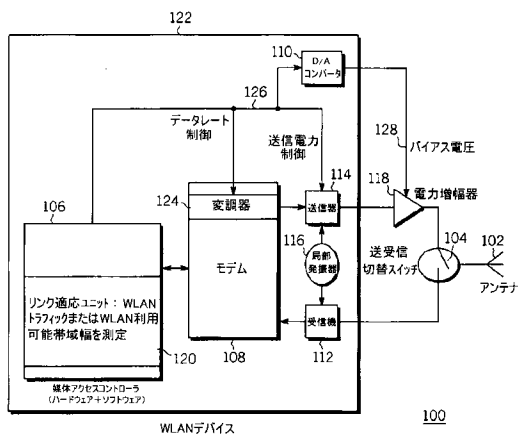 122
110
D/A
コンバータ
126
128
データレート
制御
送信電力
制御
114
バイアス電圧
118
電力増幅器
124
変調器
送信器
106
116
局部
発振器
104
102
送受信
切替スイッチ
アンテナ
モデム
リンク適応ユニット:WLAN
トラフィックまたはWLAN利用
可能帯域幅を測定
受信機
112
120
108
媒体アクセスコントローラ
(ハードウェア+ソフトウェア)
100
WLANデバイス